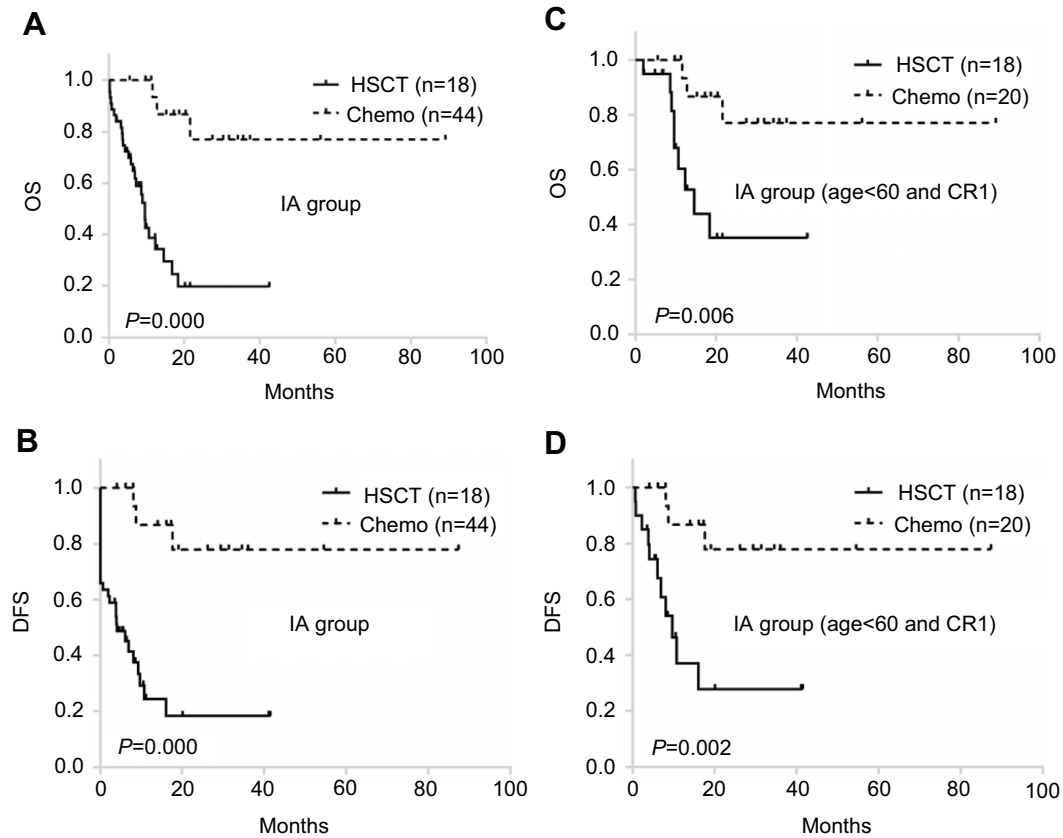 A
1.0
0.8
0.6
0.4
0.2
0.0
OS
HSCT (n=18)
Chemo (n=44)
IA group
P=0.000
0 20 40 60 80 100
Months
C
1.0
0.8
0.6
0.4
0.2
0.0
OS
HSCT (n=18)
Chemo (n=20)
IA group (age<60 and CR1)
P=0.006
0 20 40 60 80 100
Months
B
1.0
0.8
0.6
0.4
0.2
0.0
DFS
HSCT (n=18)
Chemo (n=44)
IA group
P=0.000
0 20 40 60 80 100
Months
D
1.0
0.8
0.6
0.4
0.2
0.0
DFS
HSCT (n=18)
Chemo (n=20)
IA group (age<60 and CR1)
P=0.002
0 20 40 60 80 100
Months